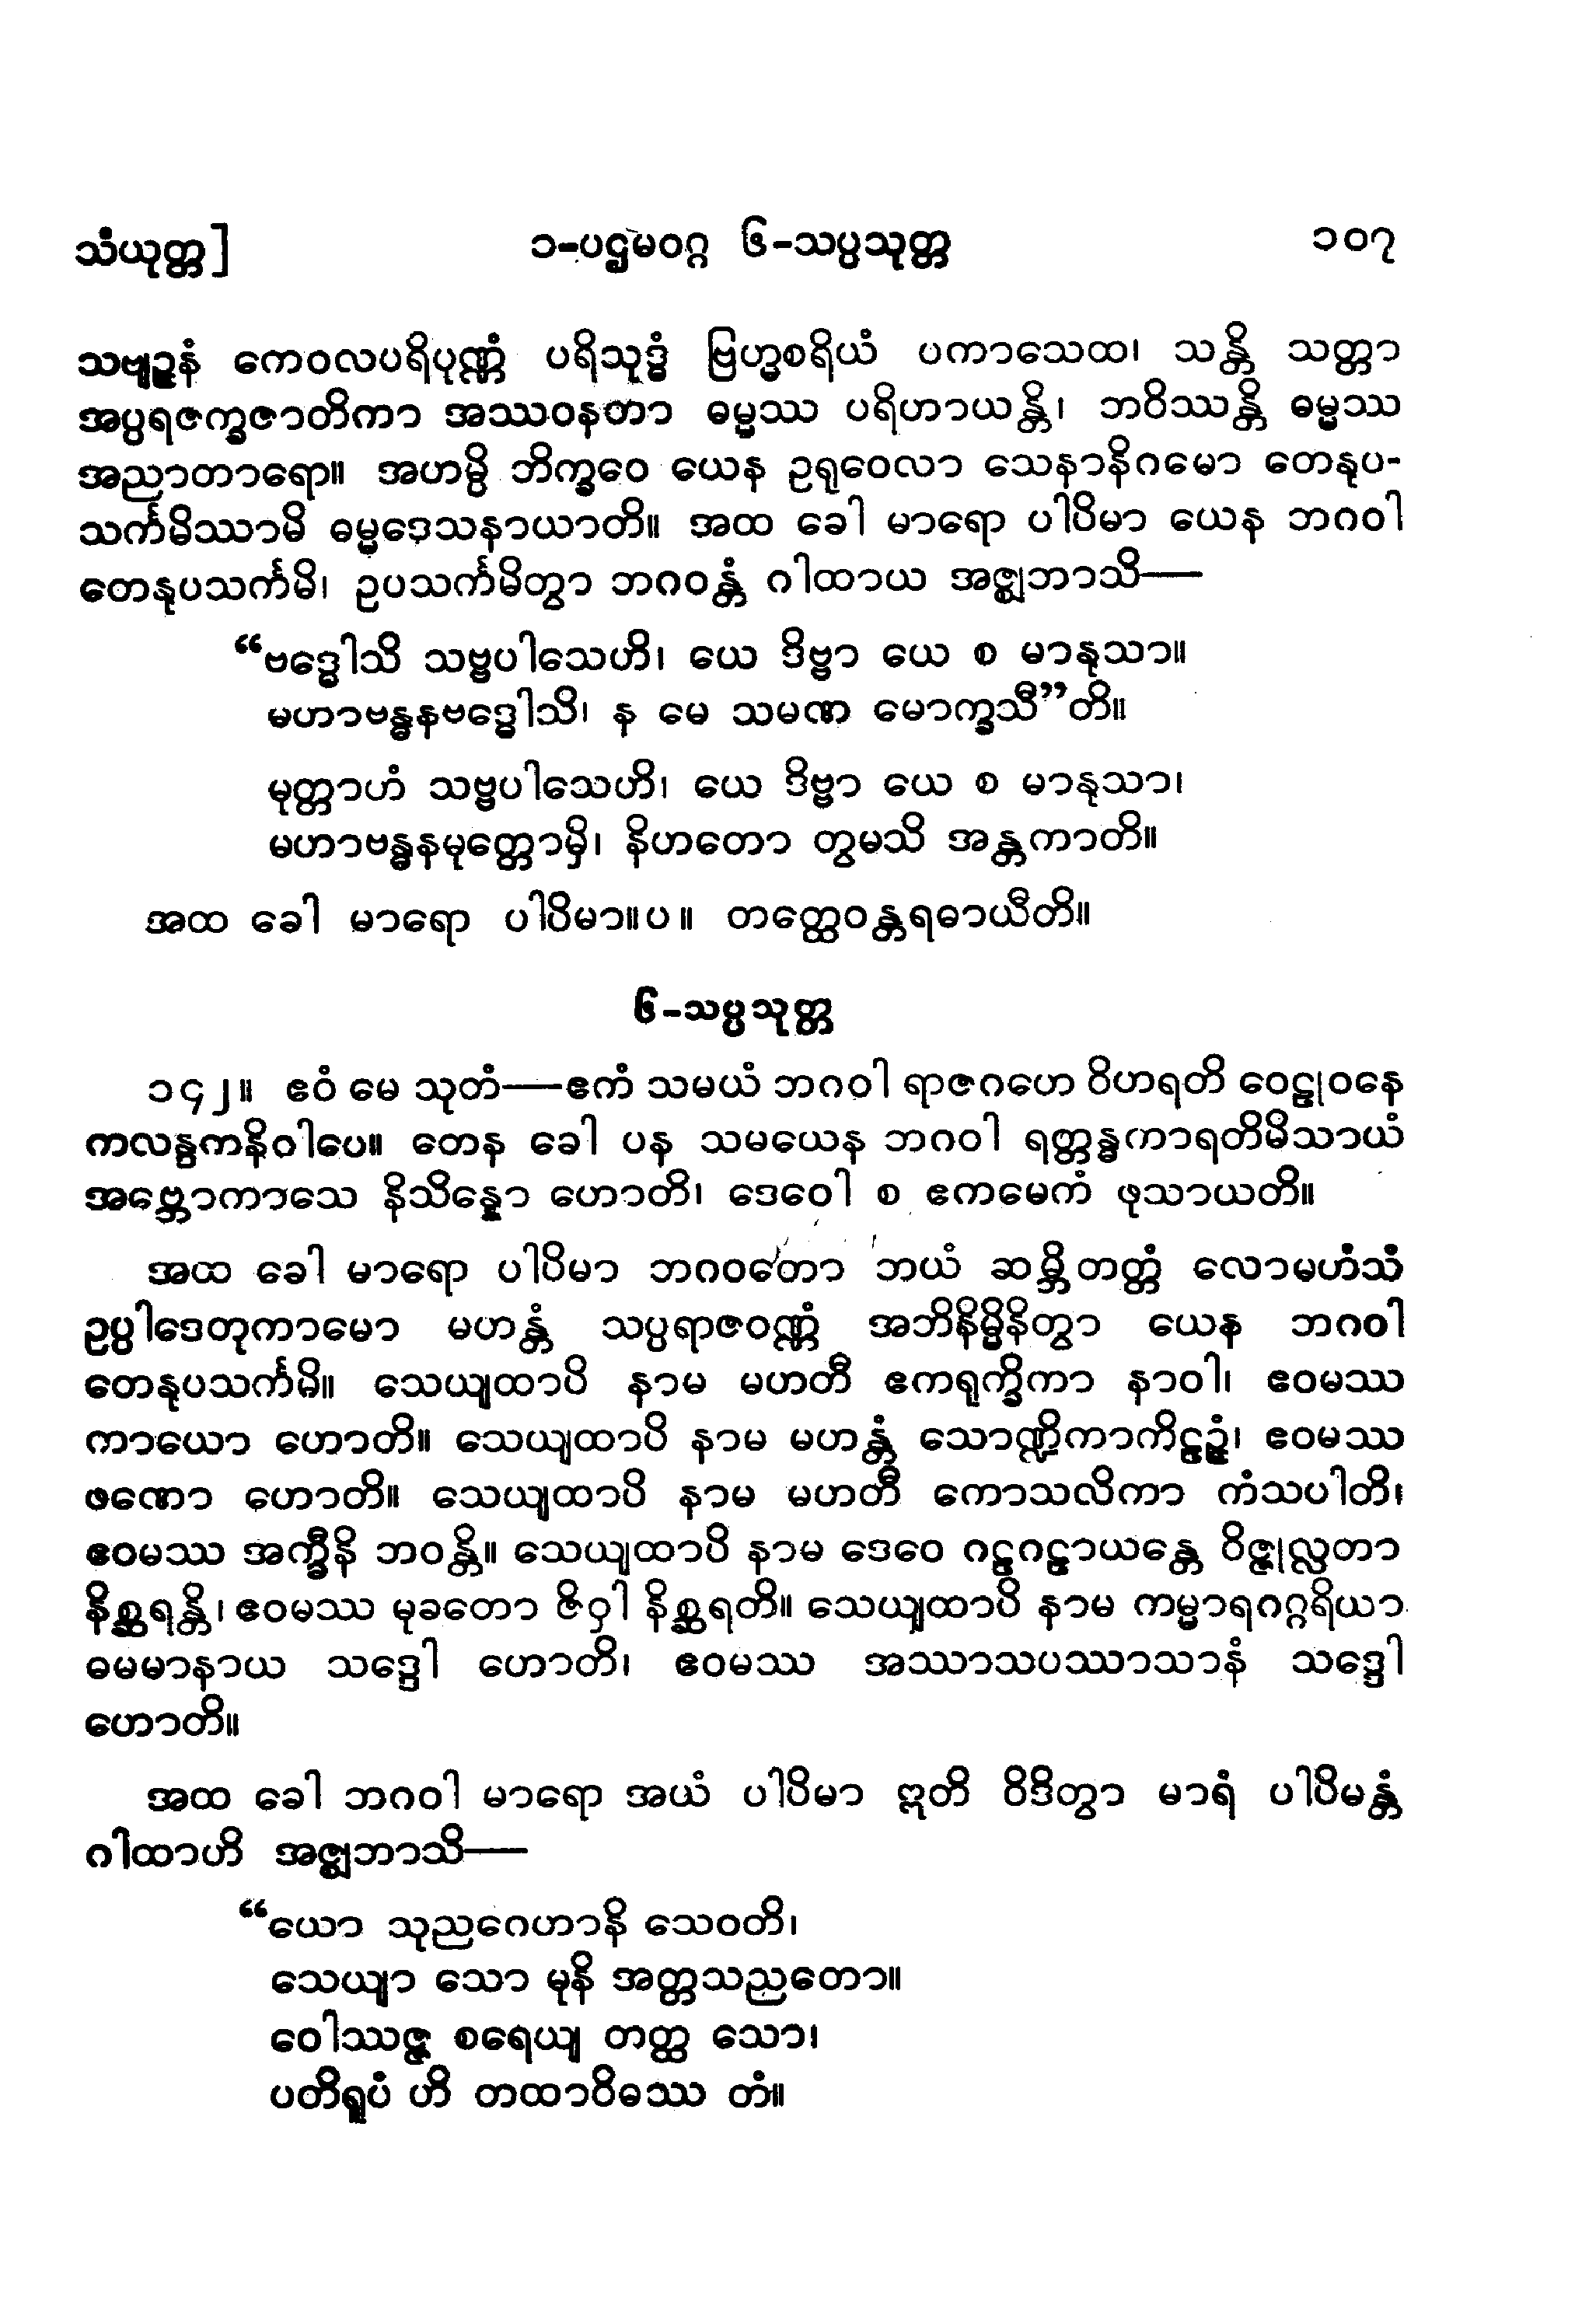 သံယုတ္တ]	၁-ပဌမဝဂ္ဂ ၆-သပ္ပသုတ္တ	၁၀၇
သဗျဉ္ဇနံ ကေဝလပရိပုဏ္ဏံ ပရိသုဒ္ဓံ ဗြဟ္မစရိယံ ပကာသေထ၊ သန္တိ သတ္တာ
အပ္ပရဇက္ခဇာတိကာ အဿဝနတာ ဓမ္မဿ ပရိဟာယန္တိ၊ ဘဝိဿန္တိ ဓမ္မဿ
အညာတာရော။ အဟမ္ပိ ဘိက္ခဝေ ယေန ဥရုဝေလာ သေနာနိဂမော တေနုပ-
သင်္ကမိဿာမိ ဓမ္မဒေသနာယာတိ။ အထ ခေါ မာရော ပါပိမာ ယေန ဘဂဝါ
တေနုပသင်္ကမိ၊ ဥပသင်္ကမိတွာ ဘဂဝန္တံ ဂါထာယ အဇ္ဈဘာသိ—
“ဗဒ္ဓေါသိ သဗ္ဗပါသေဟိ၊ ယေ ဒိဗ္ဗာ ယေ စ မာနုသာ။
မဟာဗန္ဓနဗဒ္ဓေါသိ၊ န မေ သမဏ မောက္ခသီ”တိ။
မုတ္တာဟံ သဗ္ဗပါသေဟိ၊ ယေ ဒိဗ္ဗာ ယေ စ မာနုသာ၊
မဟာဗန္ဓနမုတ္တောမှိ၊ နိဟတော တွမသိ အန္တကာတိ။
အထ ခေါ မာရော ပါပိမာ။ပ။ တတ္ထေဝန္တရဓာယီတိ။
၆-သပ္ပသုတ္တ
၁၄၂။ ဧဝံ မေ သုတံ—ဧကံ သမယံ ဘဂဝါ ရာဇဂဟေ ဝိဟရတိ ဝေဠုဝနေ
ကလန္ဒကနိဝါပေ။ တေန ခေါ ပန သမယေန ဘဂဝါ ရတ္တန္ဓကာရတိမိသာယံ
အဗ္ဘောကာသေ နိသိန္နော ဟောတိ၊ ဒေဝေါ စ ဧကမေကံ ဖုသာယတိ။
အထ ခေါ မာရော ပါပိမာ ဘဂဝတော ဘယံ ဆမ္ဘိတတ္တံ လောမဟံသံ
ဥပ္ပါဒေတုကာမော မဟန္တံ သပ္ပရာဇဝဏ္ဏံ အဘိနိမ္မိနိတွာ ယေန ဘဂဝါ
တေနုပသင်္ကမိ။ သေယျထာပိ နာမ မဟတီ ဧကရုက္ခိကာ နာဝါ၊ ဧဝမဿ
ကာယော ဟောတိ။ သေယျထာပိ နာမ မဟန္တံ သောဏ္ဍိကာကိဠဉ္ဇံ၊ ဧဝမဿ
ဖဏော ဟောတိ။ သေယျထာပိ နာမ မဟတီ ကောသလိကာ ကံသပါတိ၊
ဧဝမဿ အက္ခီနိ ဘဝန္တိ။ သေယျထာပိ နာမ ဒေဝေ ဂဠဂဠာယန္တေ ဝိဇ္ဇုလ္လတာ
နိစ္ဆရန္တိ၊ ဧဝမဿ မုခတော ဇိဝှါ နိစ္ဆရတိ။ သေယျထာပိ နာမ ကမ္မာရဂဂ္ဂရိယာ
ဓမမာနာယ သဒ္ဒေါ ဟောတိ၊ ဧဝမဿ အဿာသပဿာသာနံ သဒ္ဒေါ
ဟောတိ။
အထ ခေါ ဘဂဝါ မာရော အယံ ပါပိမာ ဣတိ ဝိဒိတွာ မာရံ ပါပိမန္တံ
ဂါထာဟိ အဇ္ဈဘာသိ—
“ယော သုညဂေဟာနိ သေဝတိ၊
သေယျာ သော မုနိ အတ္တသညတော။
ဝေါဿဇ္ဇ စရေယျ တတ္ထ သော၊
ပတိရူပံ ဟိ တထာဝိဓဿ တံ။